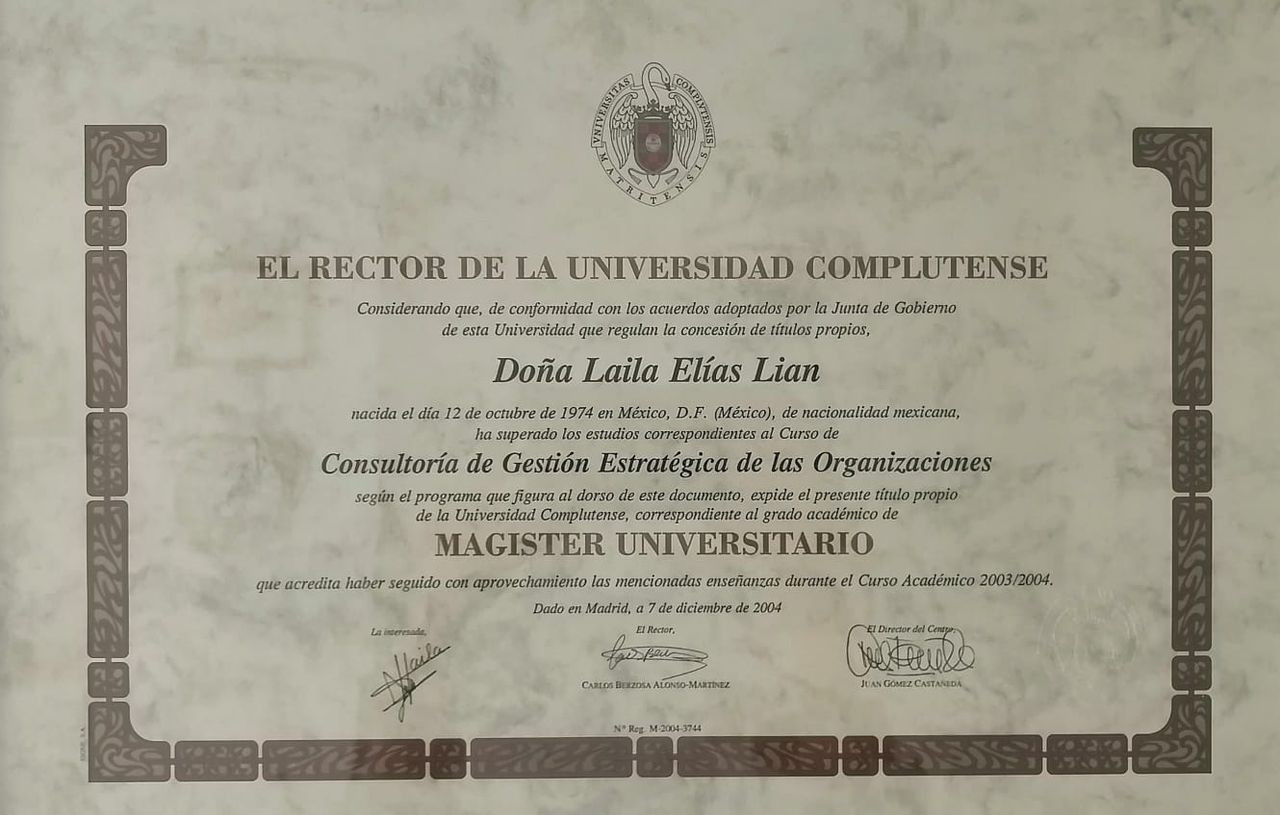 VNIVERSITAS COMPLVTENSIS
MATRITENSIS
EL RECTOR DE LA UNIVERSIDAD COMPLUTENSE
Considerando que, de conformidad con los acuerdos adoptados por la Junta de Gobierno
de esta Universidad que regulan la concesión de títulos propios,
Doña Laila Elías Lian
nacida el día 12 de octubre de 1974 en México, D.F. (México), de nacionalidad mexicana,
ha superado los estudios correspondientes al Curso de
Consultoría de Gestión Estratégica de las Organizaciones
según el programa que figura al dorso de este documento, expide el presente título propio
de la Universidad Complutense, correspondiente al grado académico de
MAGISTER UNIVERSITARIO
que acredita haber seguido con aprovechamiento las mencionadas enseñanzas durante el Curso Académico 2003/2004.
Dado en Madrid, a 7 de diciembre de 2004
La interesada, El Rector, El Director del Centro,
Laila
CARLOS BERZOSA ALONSO-MARTÍNEZ JUAN GÓMEZ CASTAÑEDA
Nº Reg. M-2004-3744